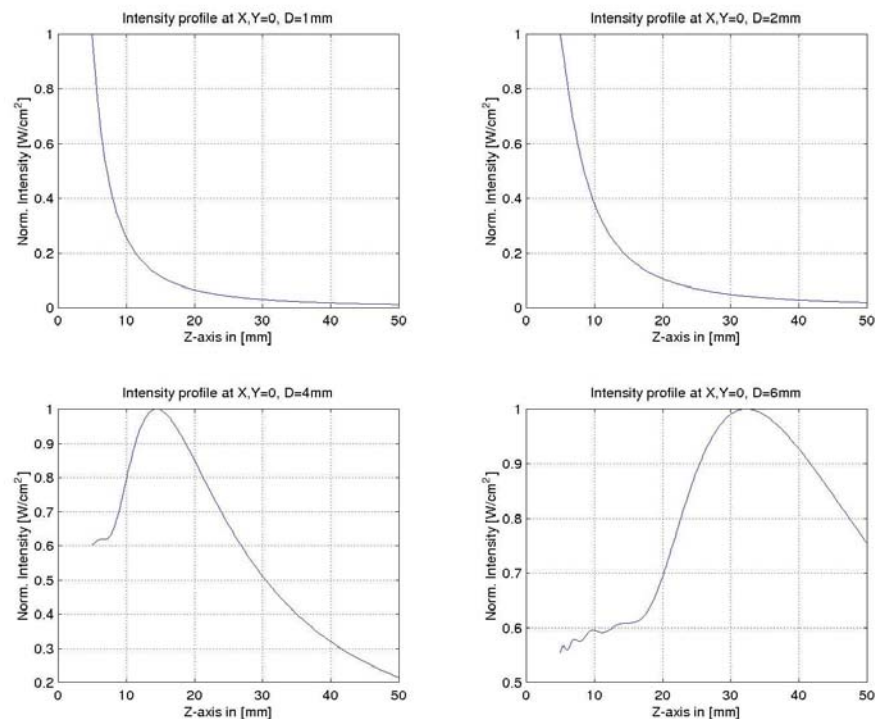 Intensity profile at X,Y=0, D=1mm
1
0.8
0.6
0.4
0.2
0
Norm. Intensity [W/cm²]
0 10 20 30 40 50
Z-axis in [mm]
Intensity profile at X,Y=0, D=2mm
1
0.8
0.6
0.4
0.2
0
Norm. Intensity [W/cm²]
0 10 20 30 40 50
Z-axis in [mm]
Intensity profile at X,Y=0, D=4mm
1
0.9
0.8
0.7
0.6
0.5
0.4
0.3
0.2
Norm. Intensity [W/cm²]
0 10 20 30 40 50
Z-axis in [mm]
Intensity profile at X,Y=0, D=6mm
1
0.9
0.8
0.7
0.6
0.5
Norm. Intensity [W/cm²]
0 10 20 30 40 50
Z-axis in [mm]